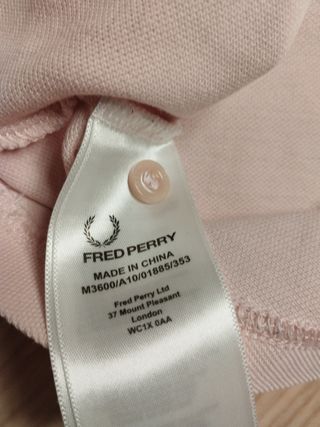 FRED PERRY
MADE IN CHINA
M3600/A10/01885/353
Fred Perry Ltd
37 Mount Pleasant
London
WC1X 0AA